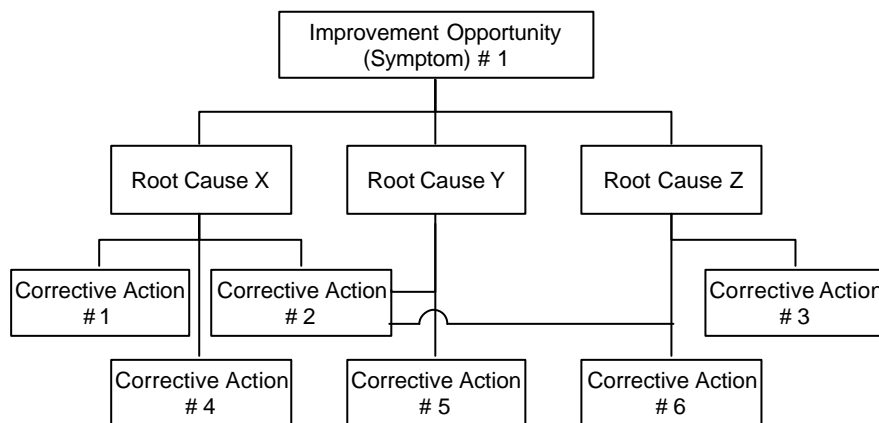 Improvement Opportunity
(Symptom) # 1
Root Cause X
Root Cause Y
Root Cause Z
Corrective Action
# 1
Corrective Action
# 2
Corrective Action
# 3
Corrective Action
# 4
Corrective Action
# 5
Corrective Action
# 6